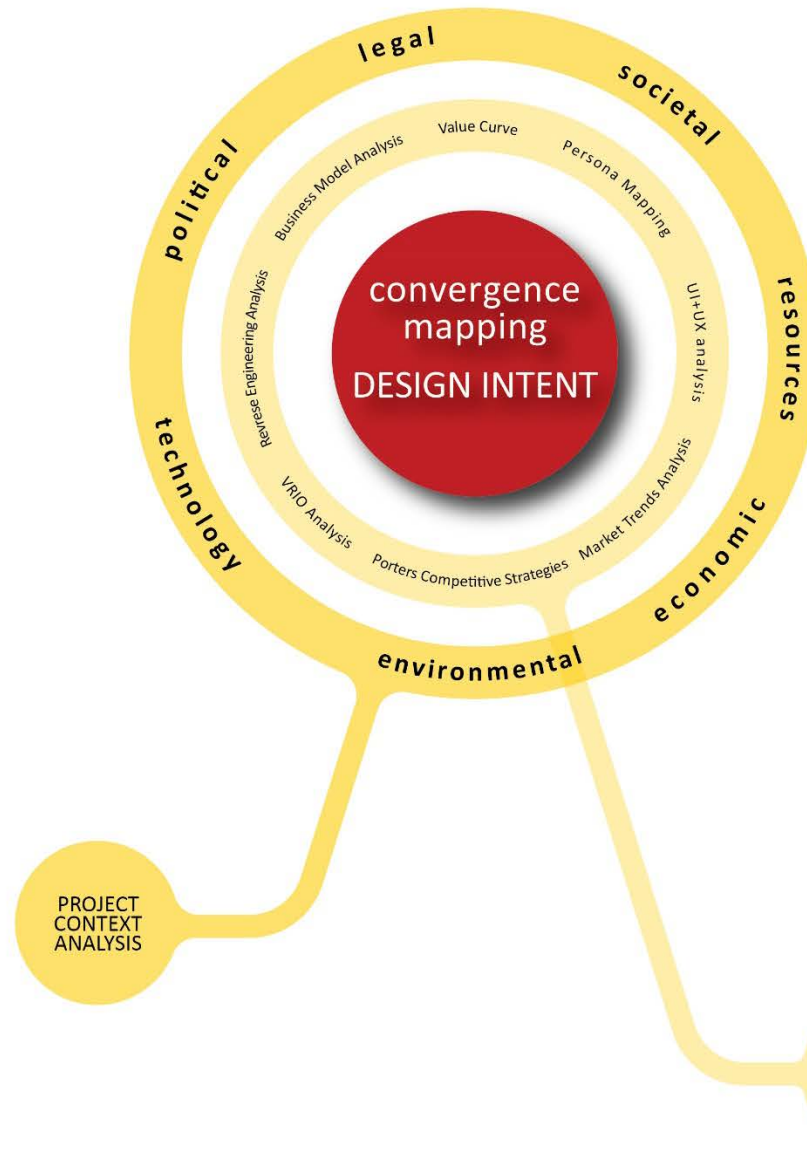 legal
societal
political
resources
technology
economic
environmental
Value Curve
Business Model Analysis
Persona Mapping
Revrese Engineering Analysis
UI+UX analysis
VRIO Analysis
Market Trends Analysis
Porters Competitive Strategies
convergence
mapping
DESIGN INTENT
PROJECT
CONTEXT
ANALYSIS